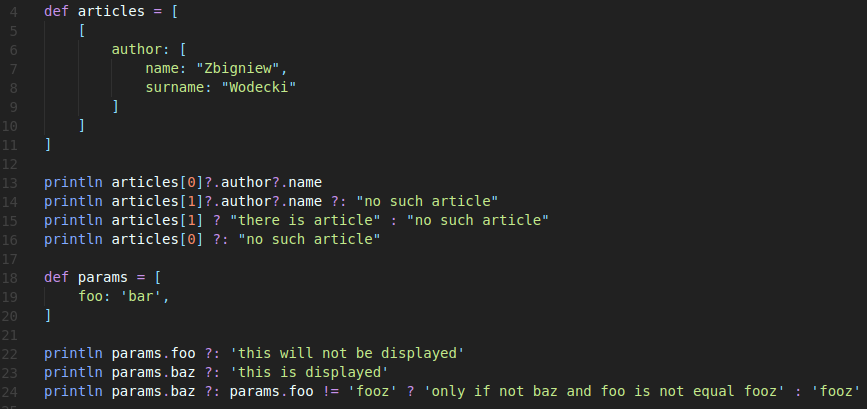 4 def articles = [
5 [
6 author: [
7 name: "Zbigniew",
8 surname: "Wodecki"
9 ]
10 ]
11 ]
12
13 println articles[0]?.author?.name
14 println articles[1]?.author?.name ?: "no such article"
15 println articles[1] ? "there is article" : "no such article"
16 println articles[0] ?: "no such article"
17
18 def params = [
19 foo: 'bar',
20 ]
21
22 println params.foo ?: 'this will not be displayed'
23 println params.baz ?: 'this is displayed'
24 println params.baz ?: params.foo != 'fooz' ? 'only if not baz and foo is not equal fooz' : 'fooz'